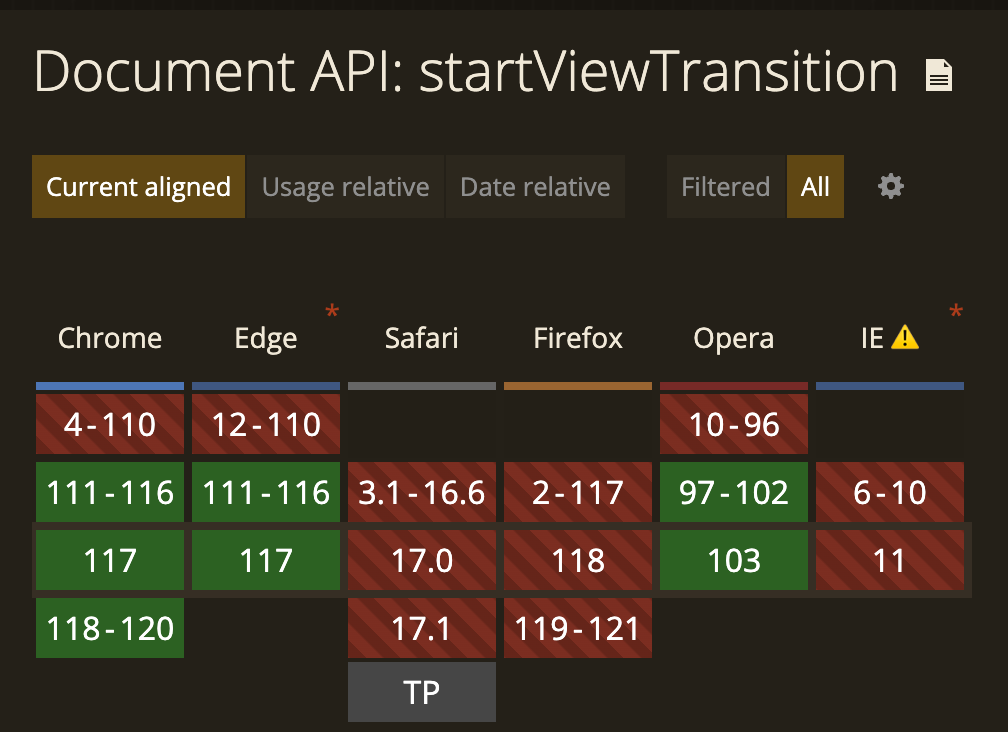 Document API: startViewTransition
Current aligned Usage relative Date relative Filtered All
* *
Chrome Edge Safari Firefox Opera IE
4-110 12-110 10-96
111-116 111-116 3.1-16.6 2-117 97-102 6-10
117 117 17.0 118 103 11
118-120 17.1 119-121
TP